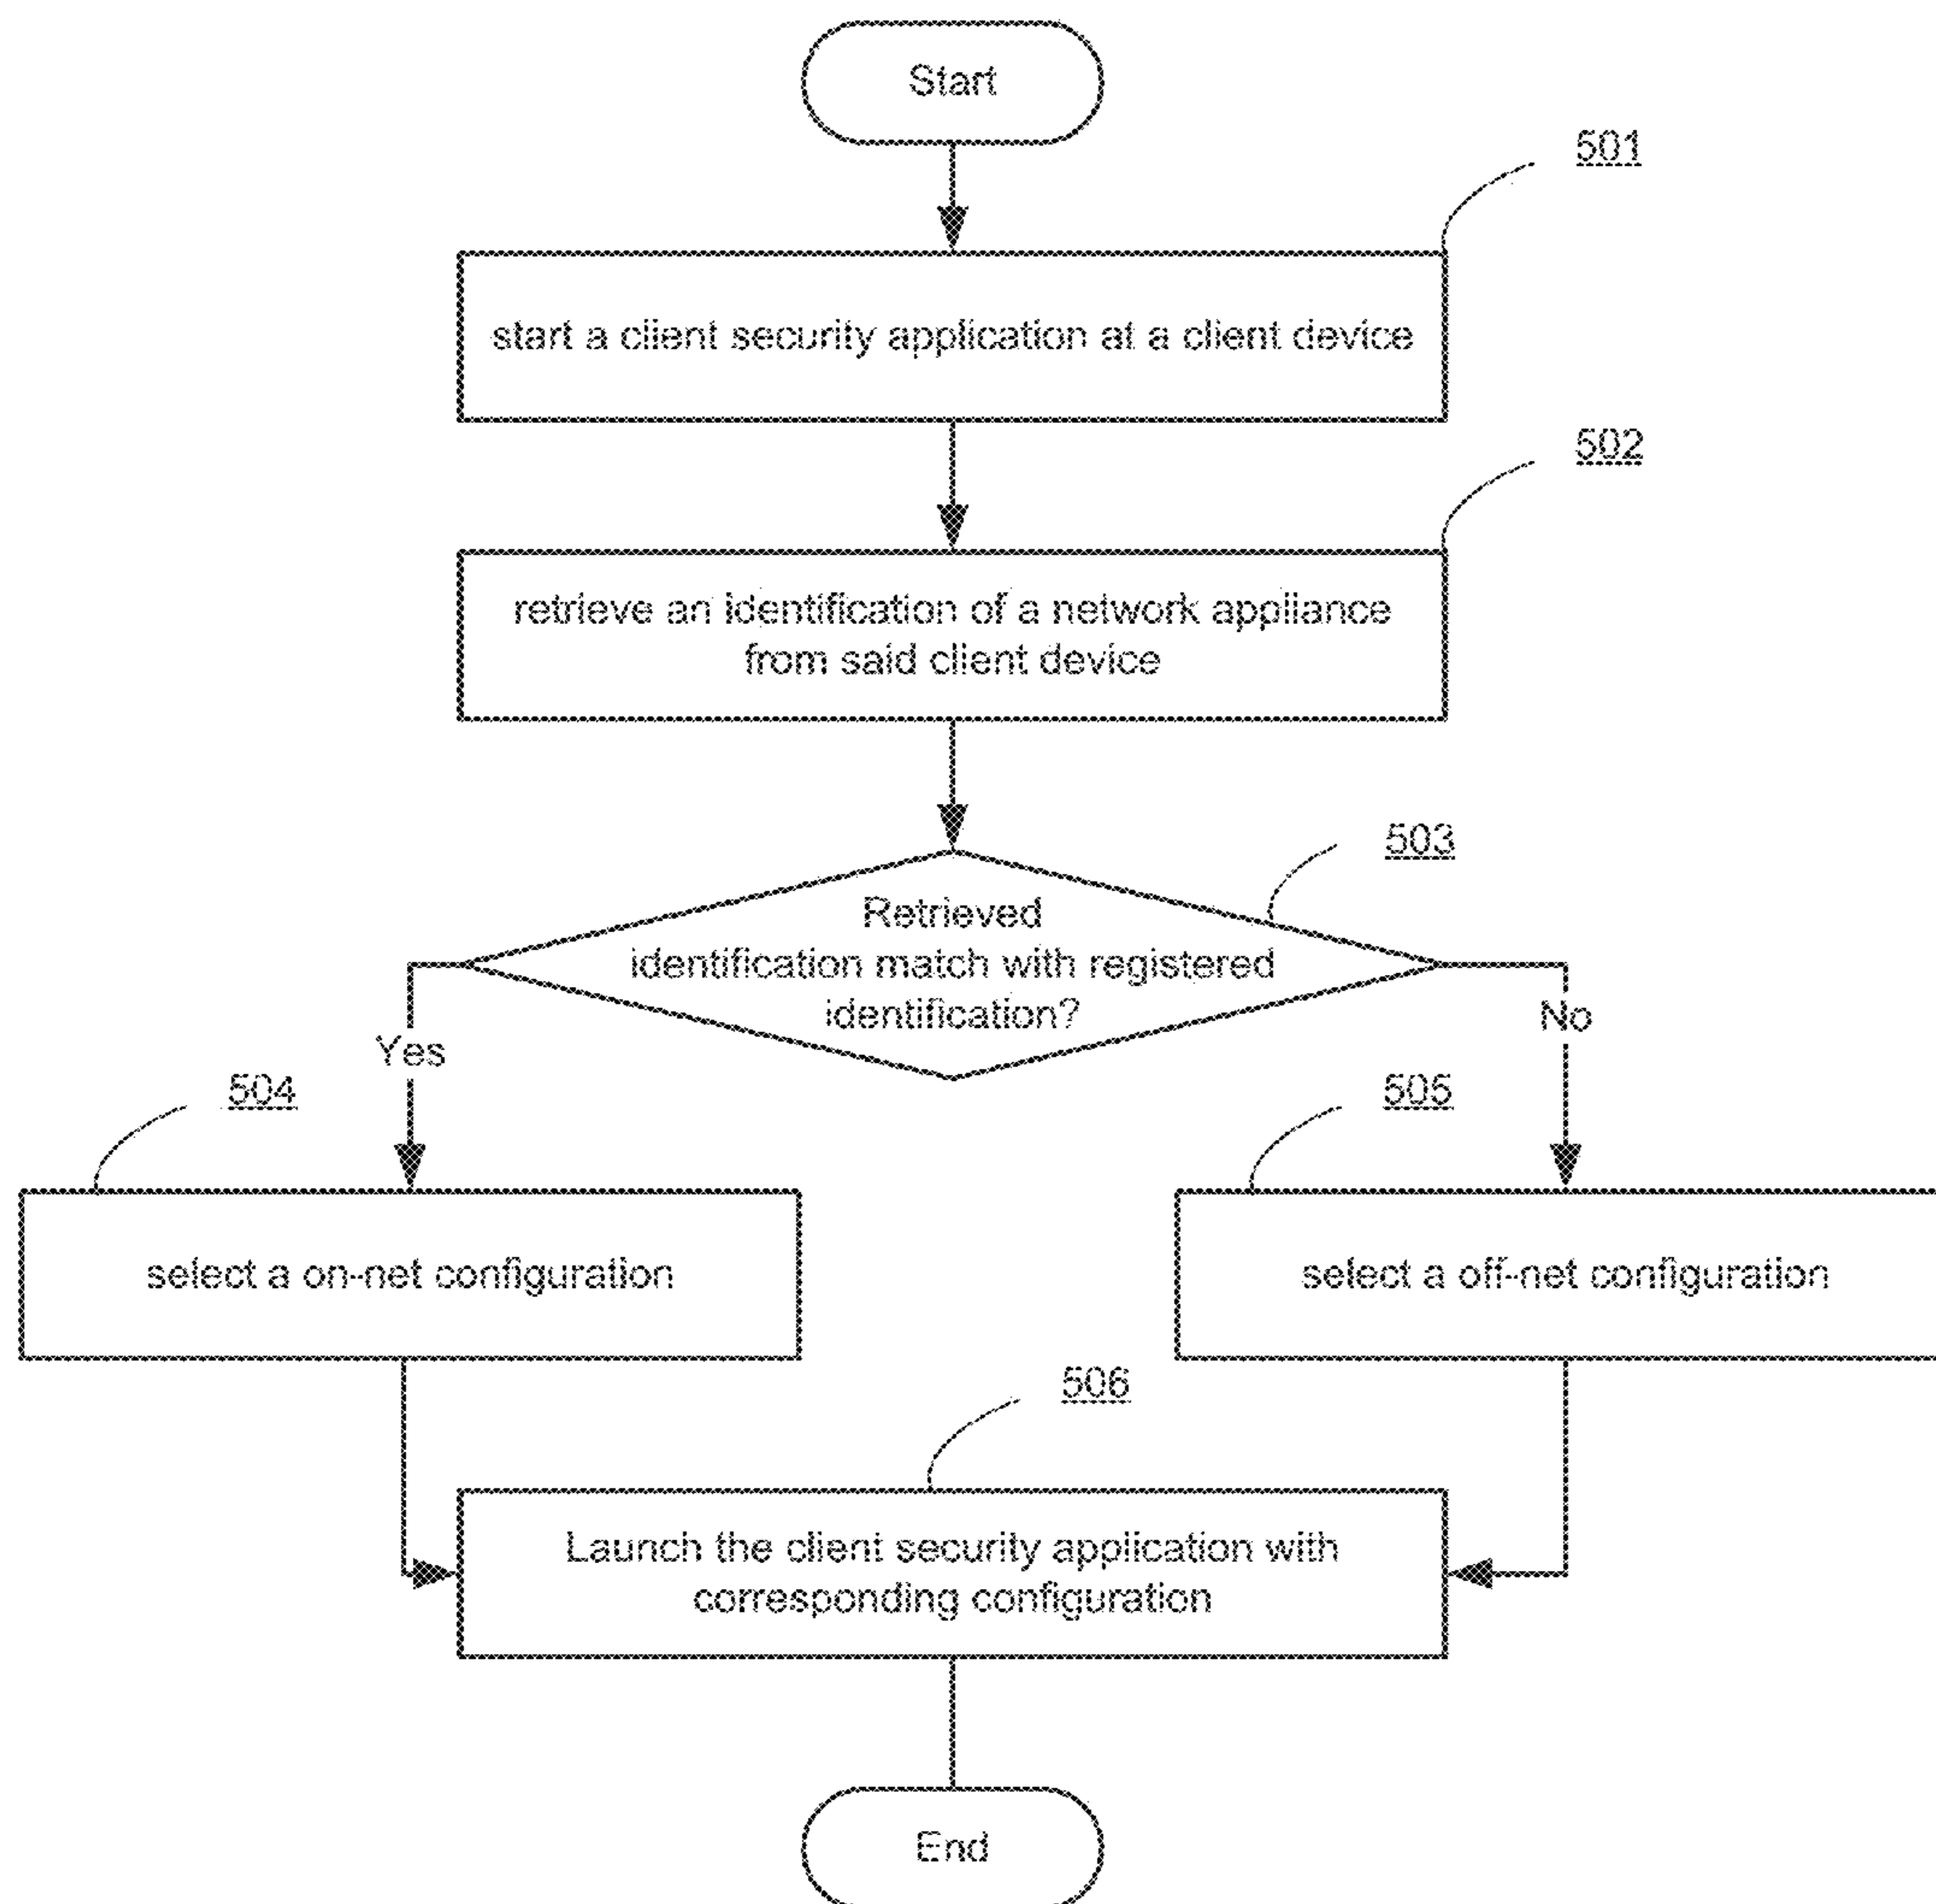 Start
501
start a client security application at a client device
502
retrieve an identification of a network appliance
from said client device
503
Retrieved
identification match with registered
identification?
Yes
No
504
505
select a on-net configuration
select a off-net configuration
506
Launch the client security application with
corresponding configuration
End